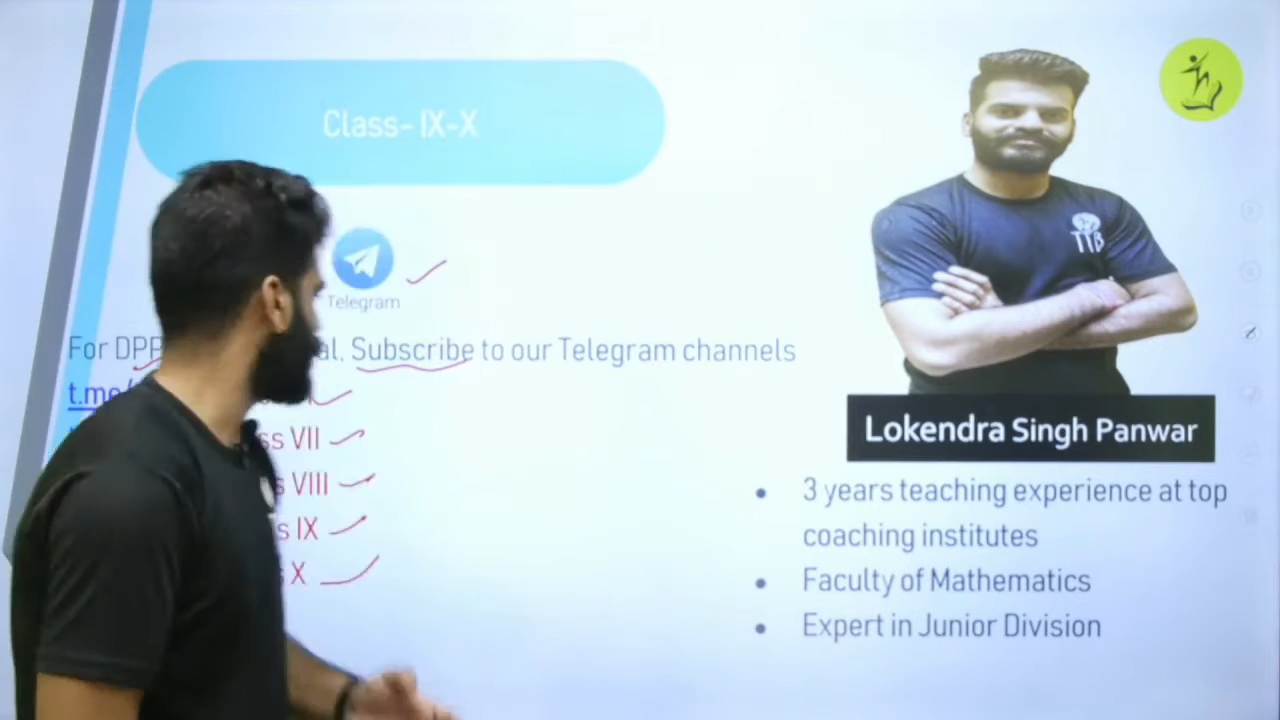 Class- IX-X
Telegram
TTB
For DPP al, Subscribe to our Telegram channels
t.me/
ss VII
s VIII
s IX
s X
Lokendra Singh Panwar
• 3 years teaching experience at top
coaching institutes
• Faculty of Mathematics
• Expert in Junior Division